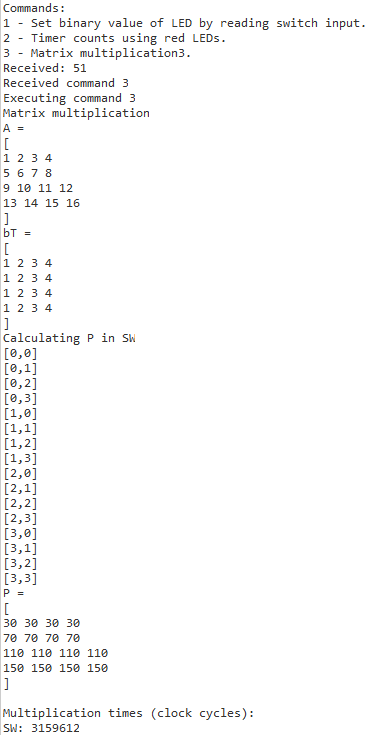 Commands:
1 - Set binary value of LED by reading switch input.
2 - Timer counts using red LEDs.
3 - Matrix multiplication3.
Received: 51
Received command 3
Executing command 3
Matrix multiplication
A =
[
1 2 3 4
5 6 7 8
9 10 11 12
13 14 15 16
]
bT =
[
1 2 3 4
1 2 3 4
1 2 3 4
1 2 3 4
]
Calculating P in SW
[0,0]
[0,1]
[0,2]
[0,3]
[1,0]
[1,1]
[1,2]
[1,3]
[2,0]
[2,1]
[2,2]
[2,3]
[3,0]
[3,1]
[3,2]
[3,3]
P =
[
30 30 30 30
70 70 70 70
110 110 110 110
150 150 150 150
]
Multiplication times (clock cycles):
SW: 3159612